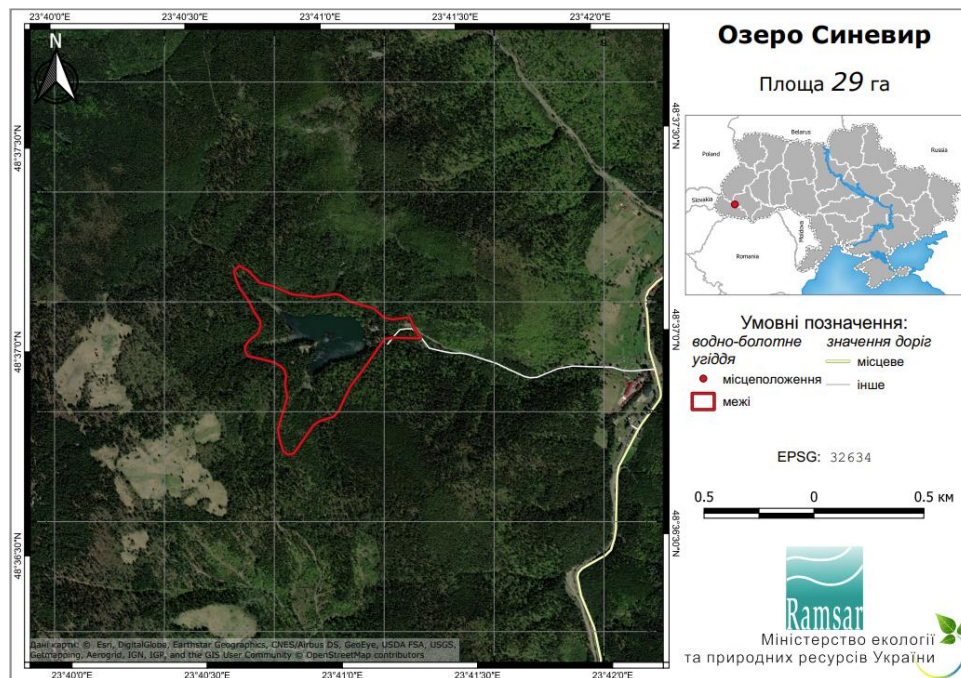 23°40'0"E 23°40'30"E 23°41'0"E 23°41'30"E 23°42'0"E
N
48°37'30"N
48°37'0"N
48°36'30"N
48°37'30"N
48°37'0"N
48°36'30"N
Дані карти: © Esri, DigitalGlobe, Earthstar Geographics, CNES/Airbus DS, GeoEye, USDA FSA, USGS,
Getmapping, Aerogrid, IGN, IGP, and the GIS User Community © OpenStreetMap contributors
23°40'0"E 23°40'30"E 23°41'0"E 23°41'30"E 23°42'0"E
Озеро Синевир
Площа 29 га
Belarus
Poland
Russia
Slovakia
Moldova
Romania
Умовні позначення:
водно-болотне угіддя
місцеположення
межі
значення доріг
місцеве
інше
EPSG: 32634
0.5 0 0.5 км
Ramsar
Міністерство екології
та природних ресурсів України